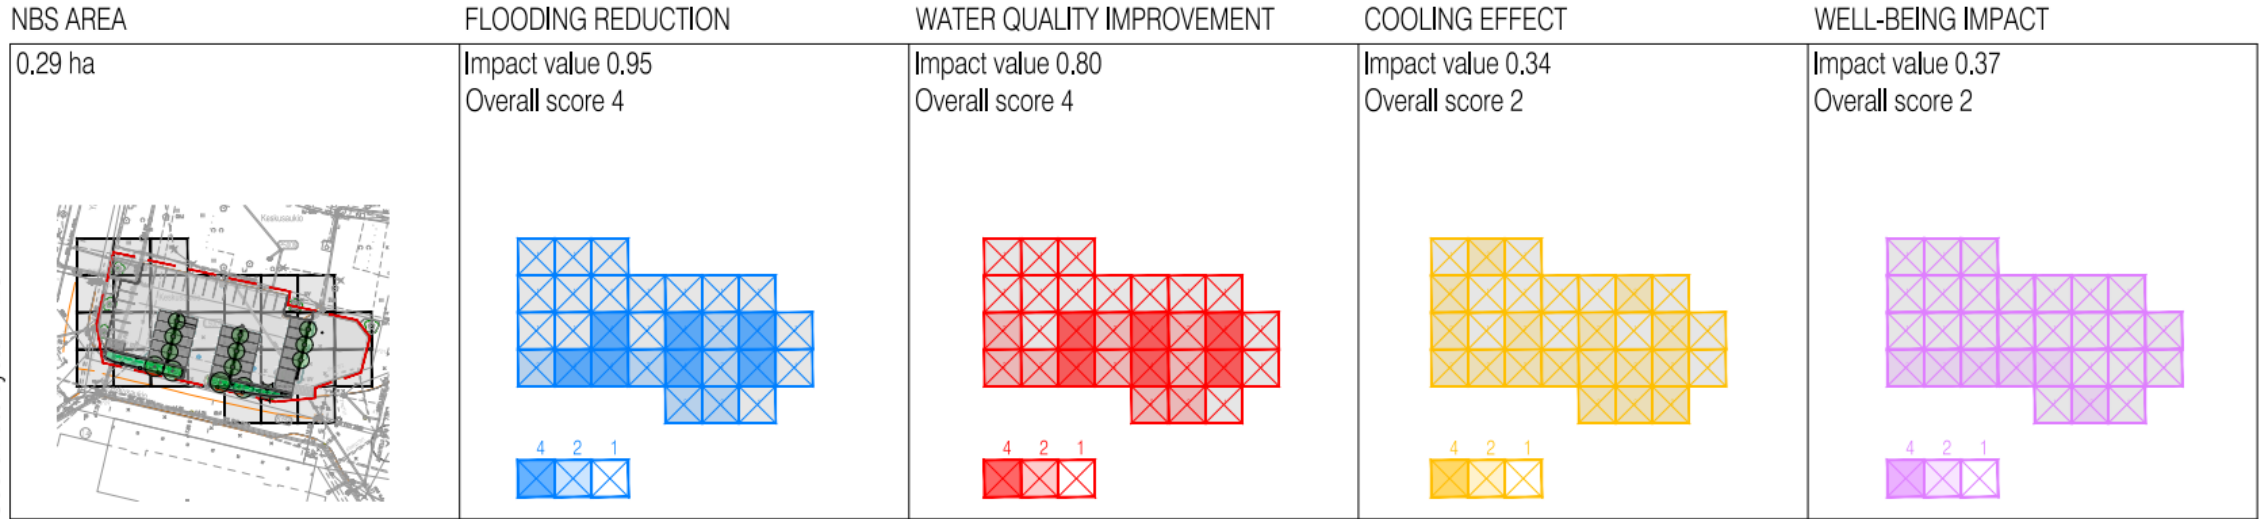 NBS AREA
FLOODING REDUCTION
WATER QUALITY IMPROVEMENT
COOLING EFFECT
WELL-BEING IMPACT
0.29 ha
Impact value 0.95
Overall score 4
Impact value 0.80
Overall score 4
Impact value 0.34
Overall score 2
Impact value 0.37
Overall score 2
Keskusaukio
4 2 1
4 2 1
4 2 1
4 2 1